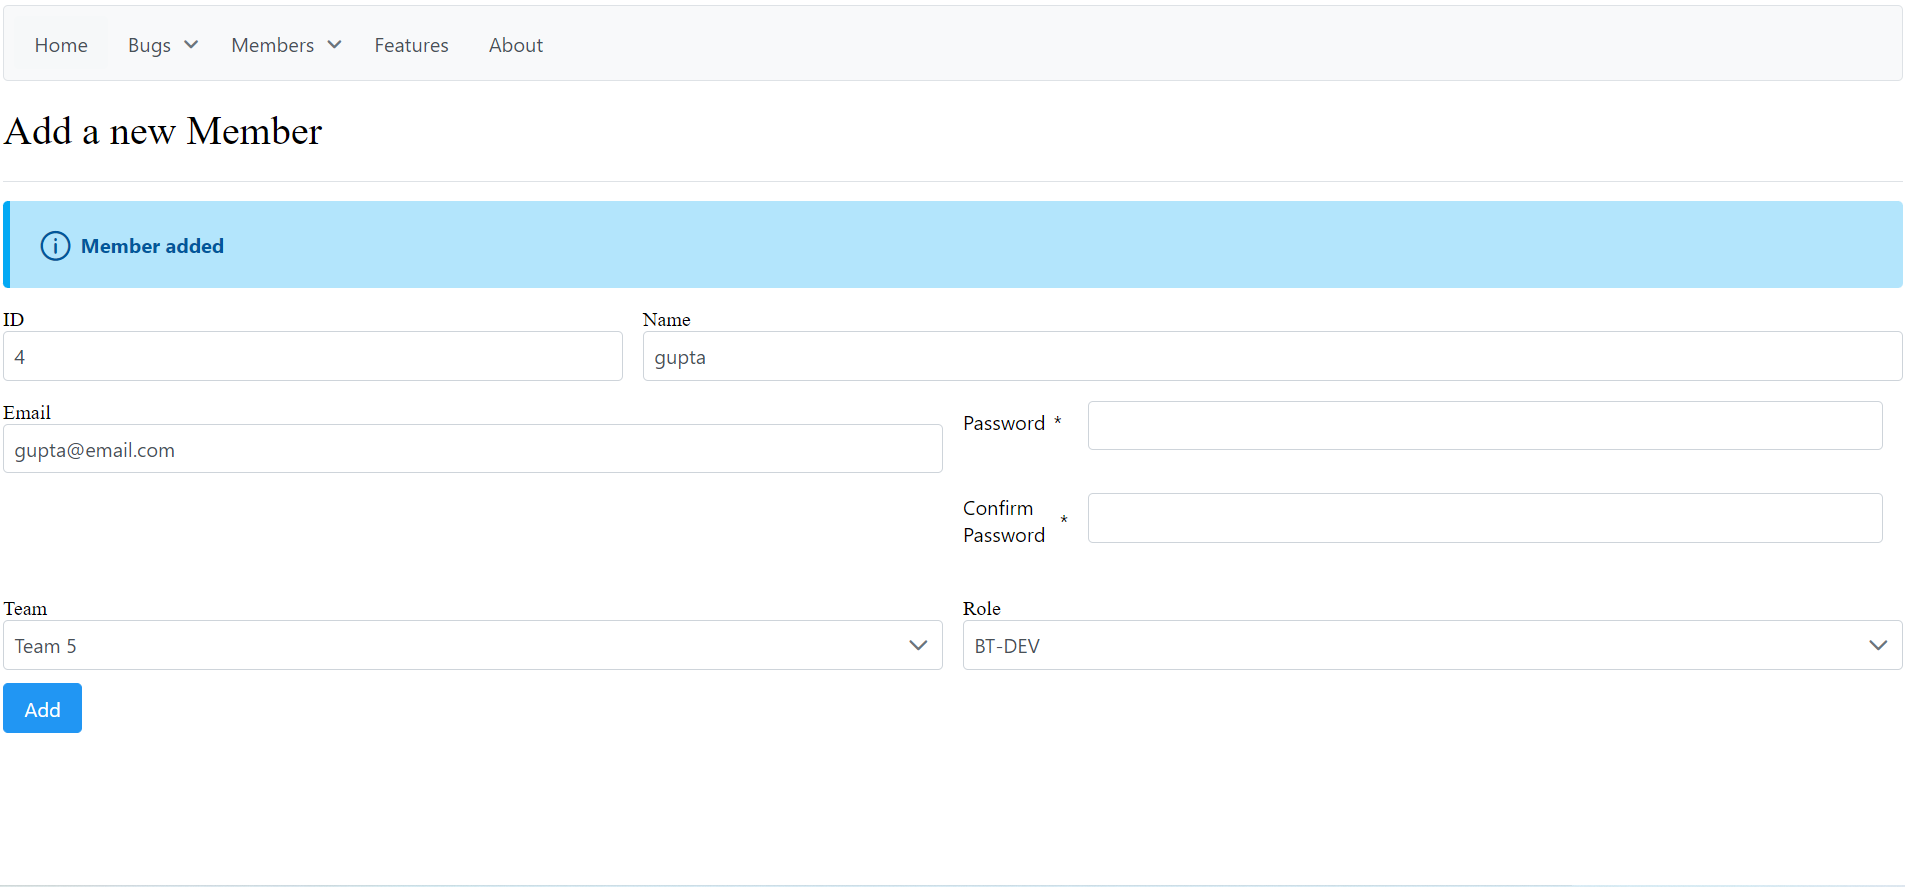 Home Bugs Members Features About
Add a new Member
Member added
ID Name
4 gupta
Email
gupta@email.com
Password *
Confirm
Password *
Team Role
Team 5 BT-DEV
Add